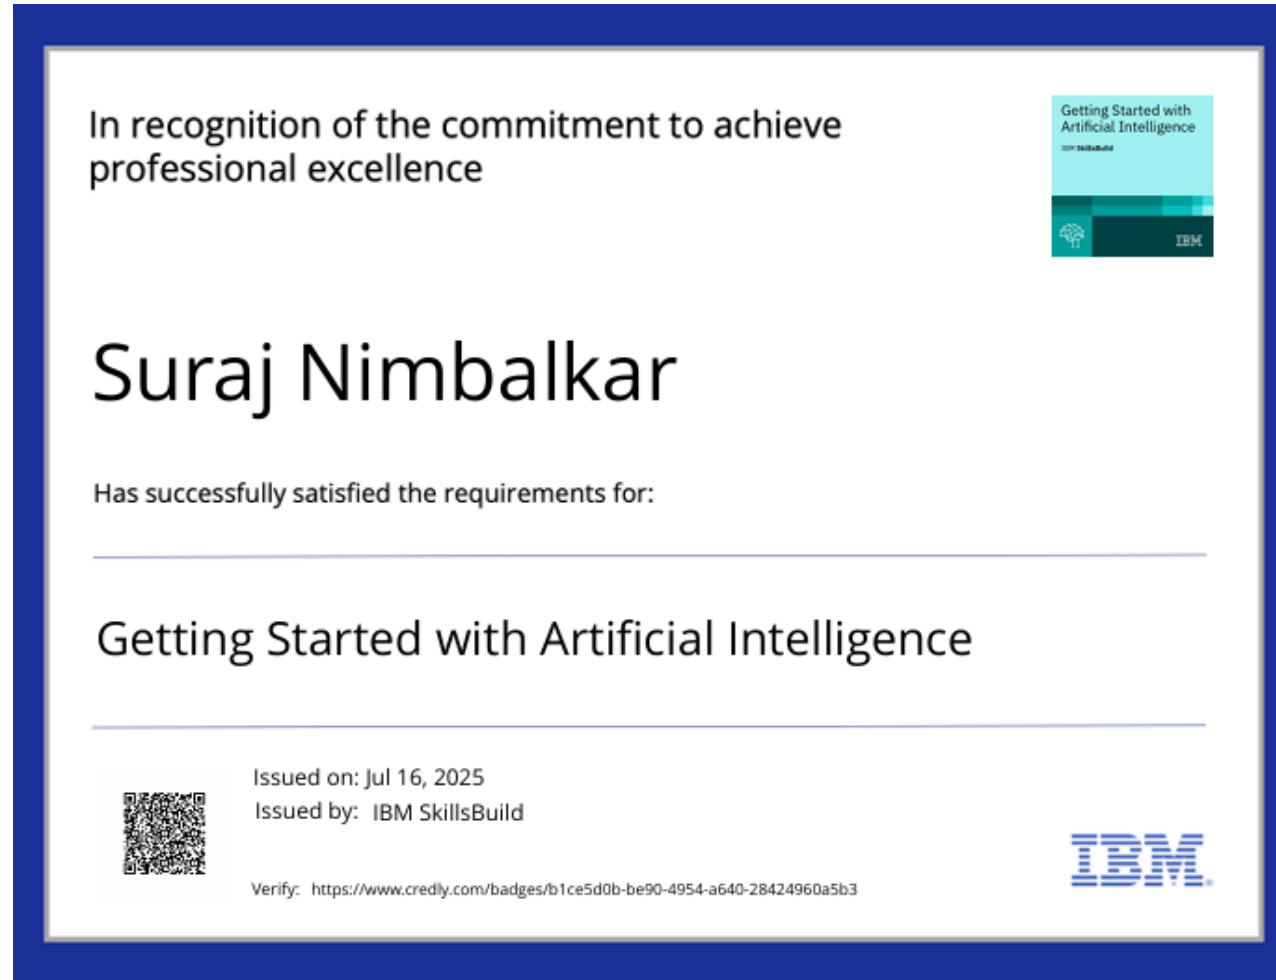 In recognition of the commitment to achieve
professional excellence
Getting Started with
Artificial Intelligence
IBM SkillsBuild
IBM
Suraj Nimbalkar
Has successfully satisfied the requirements for:
Getting Started with Artificial Intelligence
Issued on: Jul 16, 2025
Issued by: IBM SkillsBuild
Verify: https://www.credly.com/badges/b1ce5d0b-be90-4954-a640-28424960a5b3
IBM